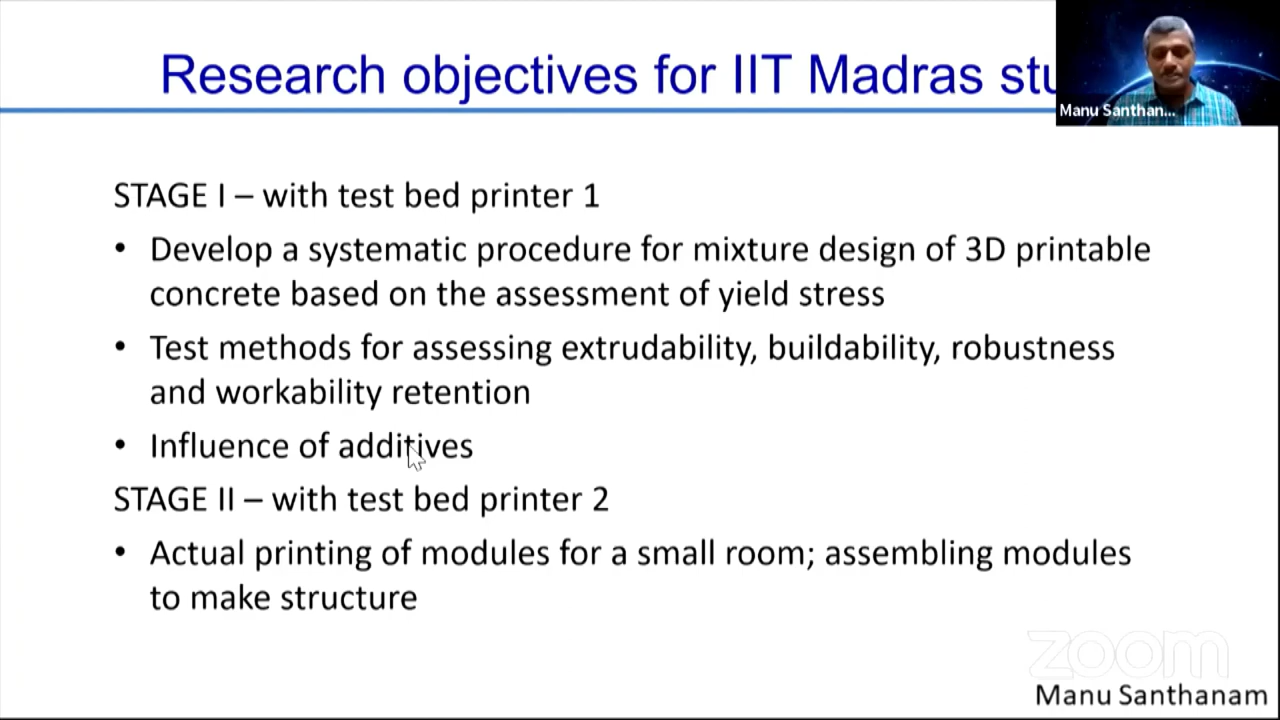 Research objectives for IIT Madras stu
Manu Santhan...
STAGE I – with test bed printer 1
• Develop a systematic procedure for mixture design of 3D printable
concrete based on the assessment of yield stress
• Test methods for assessing extrudability, buildability, robustness
and workability retention
• Influence of additives
STAGE II – with test bed printer 2
• Actual printing of modules for a small room; assembling modules
to make structure
zoom
Manu Santhanam